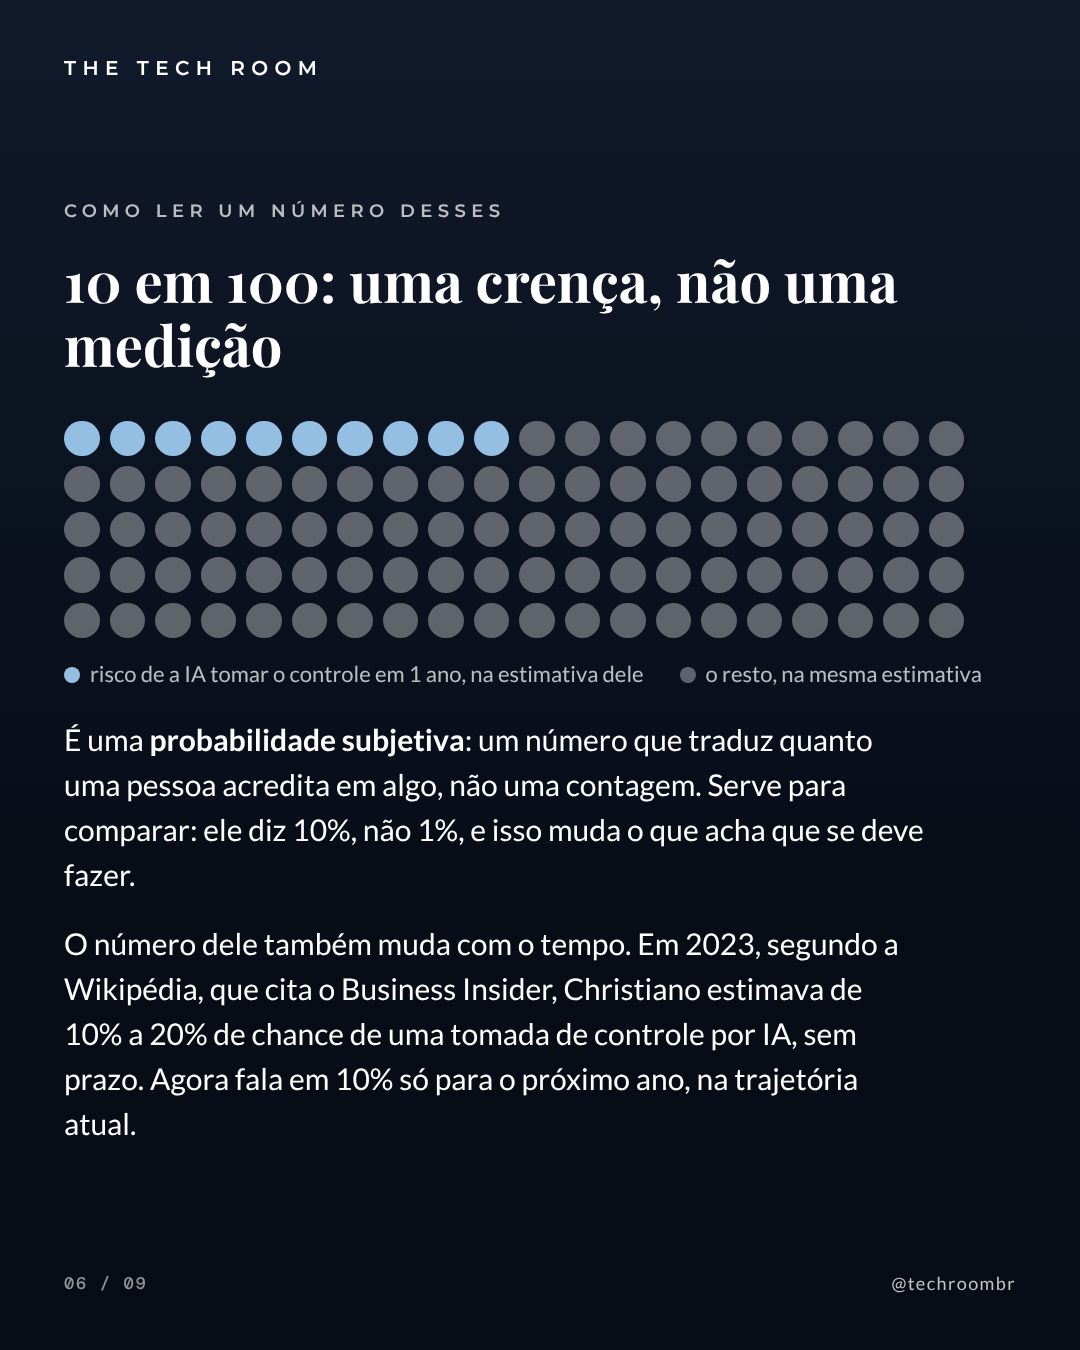 THE TECH ROOM
COMO LER UM NÚMERO DESSES
10 em 100: uma crença, não uma
medição
risco de a IA tomar o controle em 1 ano, na estimativa dele
o resto, na mesma estimativa
É uma probabilidade subjetiva: um número que traduz quanto
uma pessoa acredita em algo, não uma contagem. Serve para
comparar: ele diz 10%, não 1%, e isso muda o que acha que se deve
fazer.
O número dele também muda com o tempo. Em 2023, segundo a
Wikipédia, que cita o Business Insider, Christiano estimava de
10% a 20% de chance de uma tomada de controle por IA, sem
prazo. Agora fala em 10% só para o próximo ano, na trajetória
atual.
06 / 09
@techroombr